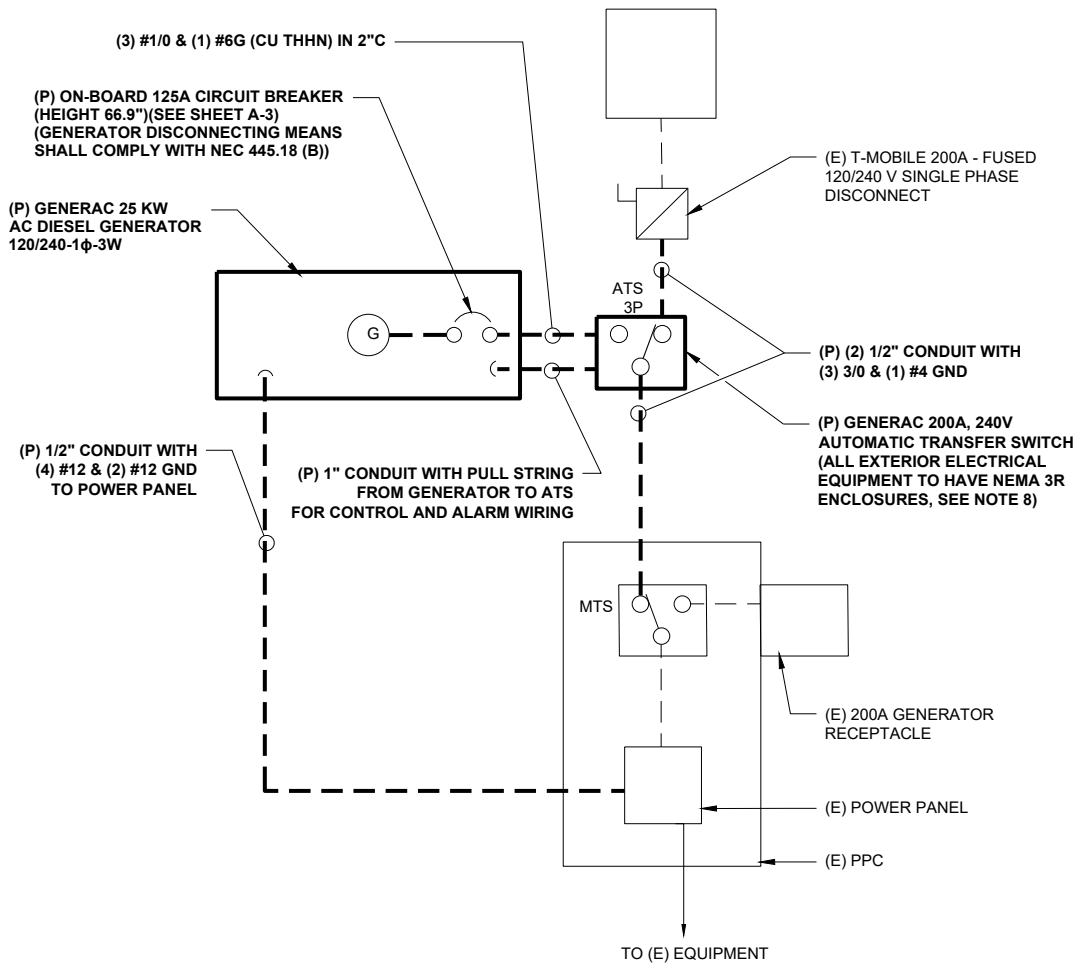 (3) #1/0 & (1) #6G (CU THHN) IN 2"C
(P) ON-BOARD 125A CIRCUIT BREAKER
(HEIGHT 66.9")(SEE SHEET A-3)
(GENERATOR DISCONNECTING MEANS
SHALL COMPLY WITH NEC 445.18 (B))
(E) T-MOBILE 200A - FUSED
120/240 V SINGLE PHASE
DISCONNECT
(P) GENERAC 25 KW
AC DIESEL GENERATOR
120/240-1ϕ-3W
ATS
3P
G
(P) (2) 1/2" CONDUIT WITH
(3) 3/0 & (1) #4 GND
(P) GENERAC 200A, 240V
AUTOMATIC TRANSFER SWITCH
(ALL EXTERIOR ELECTRICAL
EQUIPMENT TO HAVE NEMA 3R
ENCLOSURES, SEE NOTE 8)
(P) 1/2" CONDUIT WITH
(4) #12 & (2) #12 GND
TO POWER PANEL
(P) 1" CONDUIT WITH PULL STRING
FROM GENERATOR TO ATS
FOR CONTROL AND ALARM WIRING
MTS
(E) 200A GENERATOR
RECEPTACLE
(E) POWER PANEL
(E) PPC
TO (E) EQUIPMENT